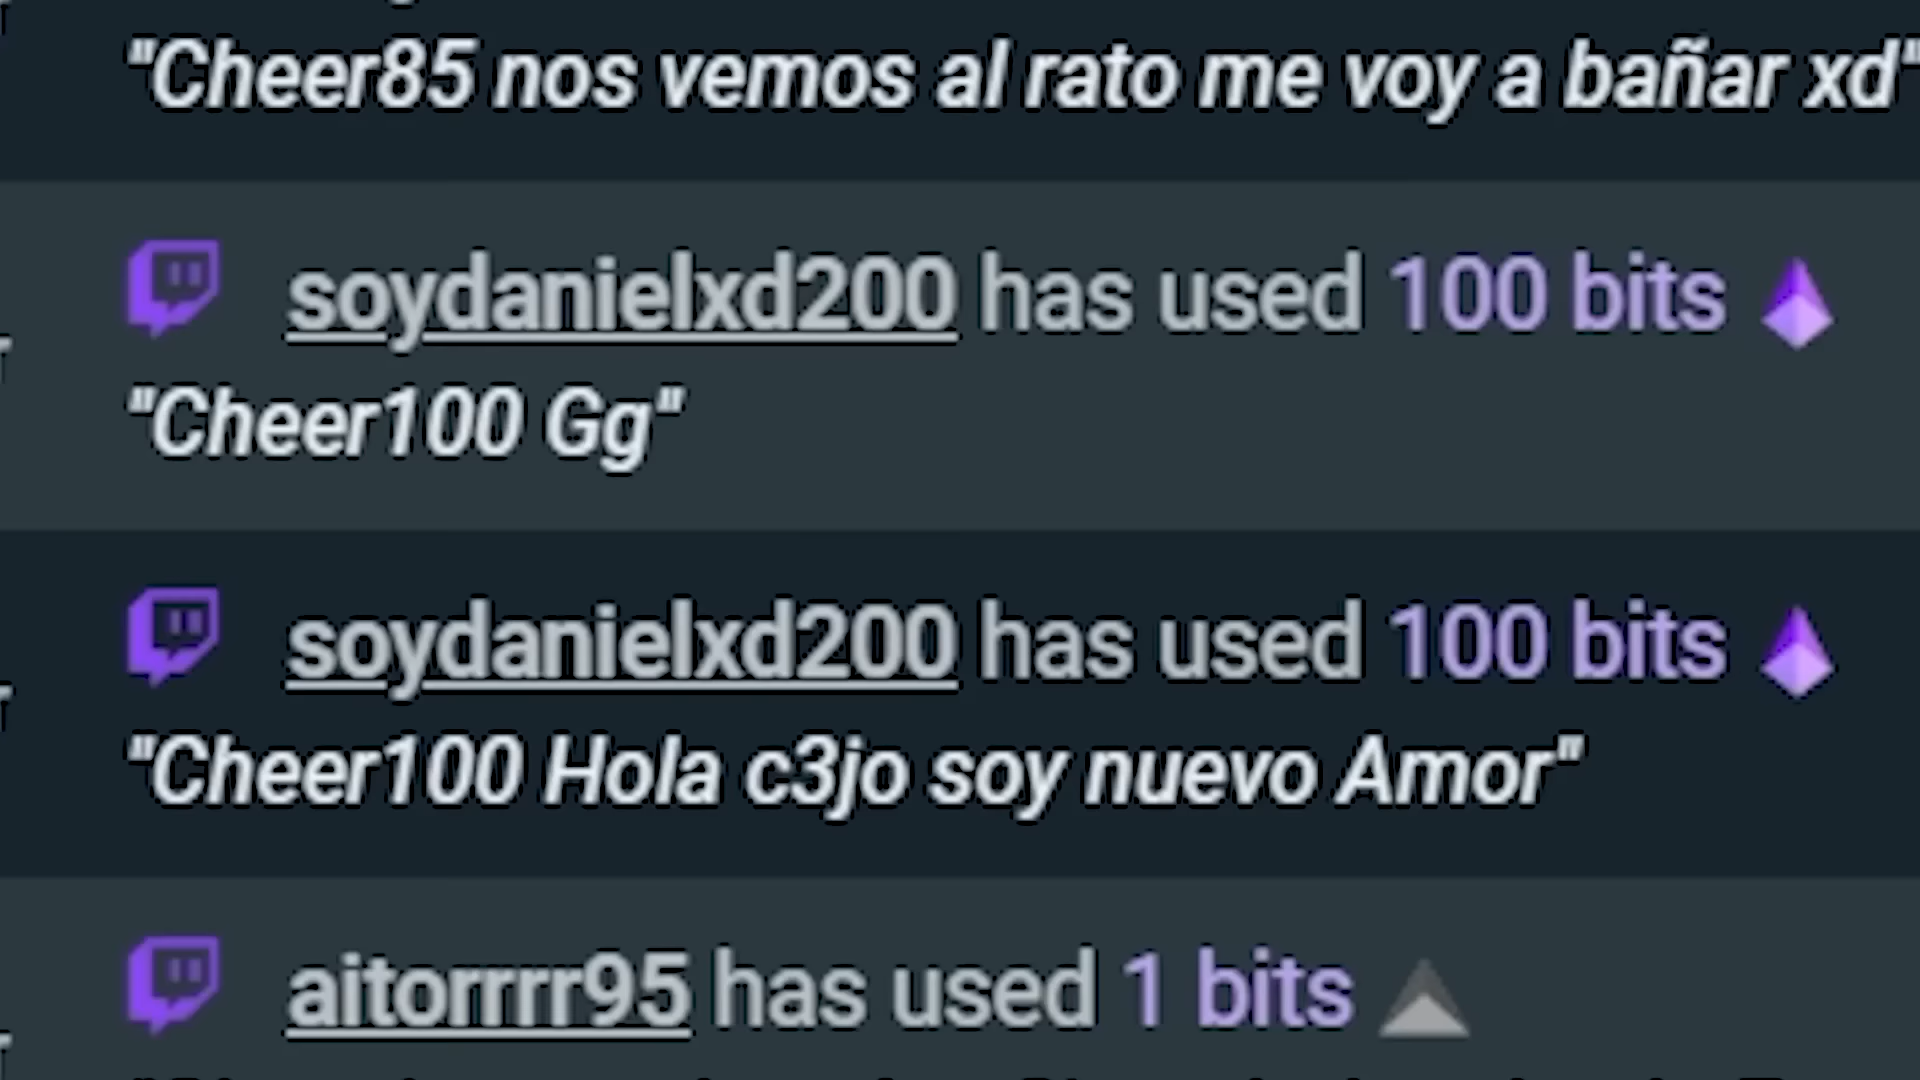 "Cheer85 nos vemos al rato me voy a bañar xd"
soydanielxd200 has used 100 bits
"Cheer100 Gg"
soydanielxd200 has used 100 bits
"Cheer100 Hola c3jo soy nuevo Amor"
aitorrrrr95 has used 1 bits